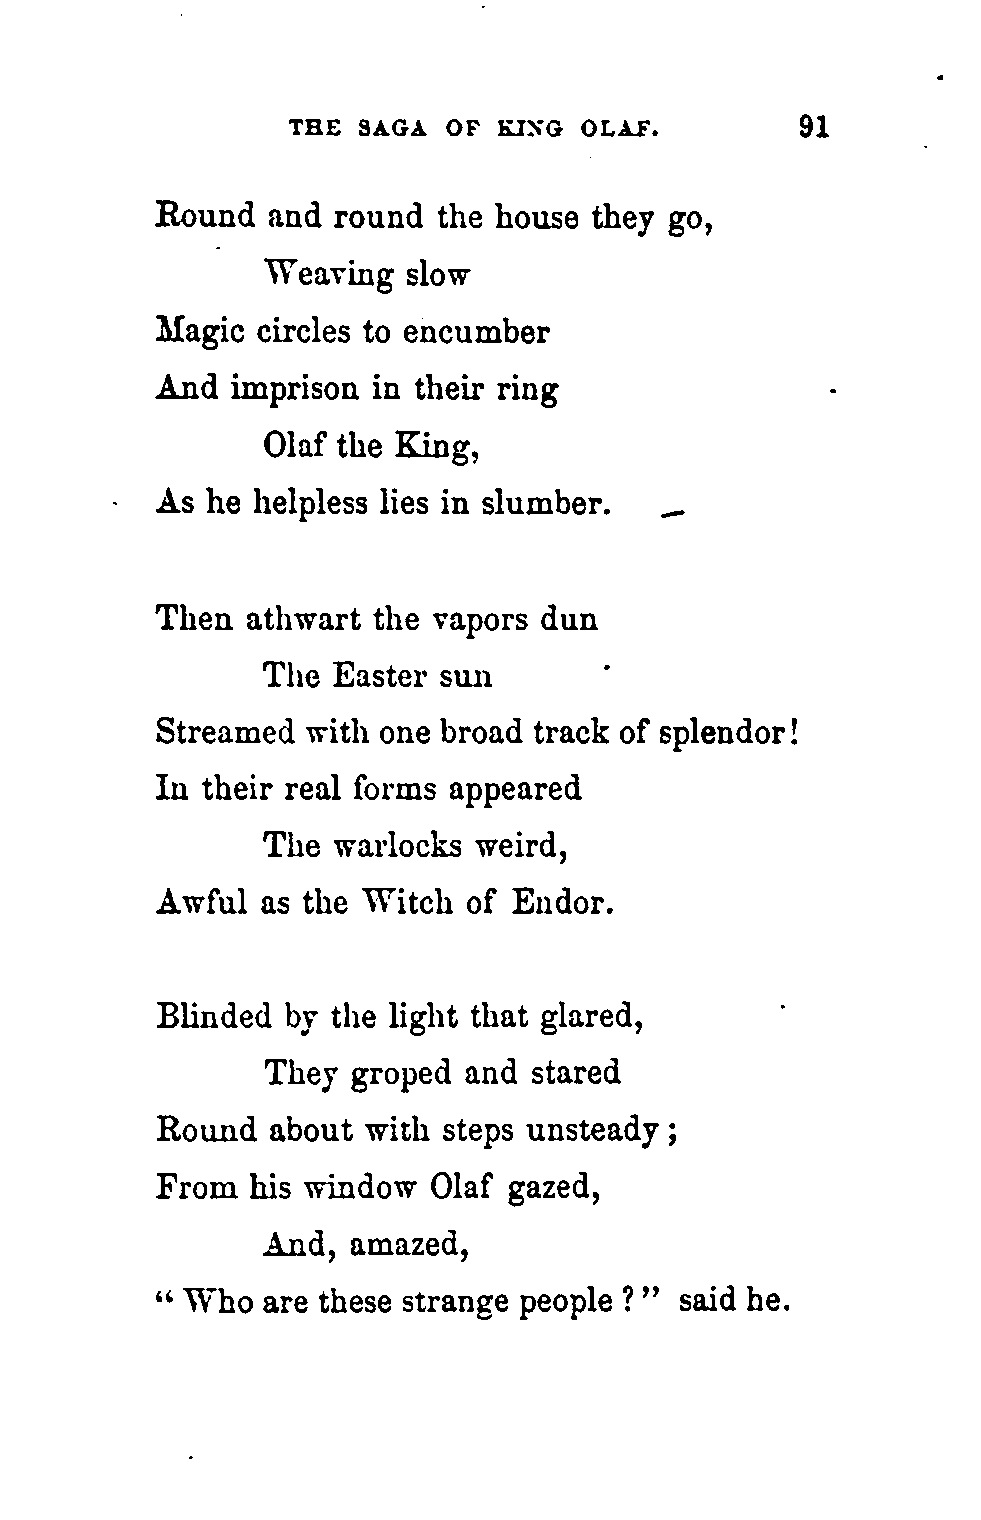 THE SAGA OF KING OLAF. 91
Round and round the house they go,
Weaving slow
Magic circles to encumber
And imprison in their ring
Olaf the King,
As he helpless lies in slumber.
Then athwart the vapors dun
The Easter sun
Streamed with one broad track of splendor!
In their real forms appeared
The warlocks weird,
Awful as the Witch of Endor.
Blinded by the light that glared,
They groped and stared
Round about with steps unsteady;
From his window Olaf gazed,
And, amazed,
“Who are these strange people?” said he.